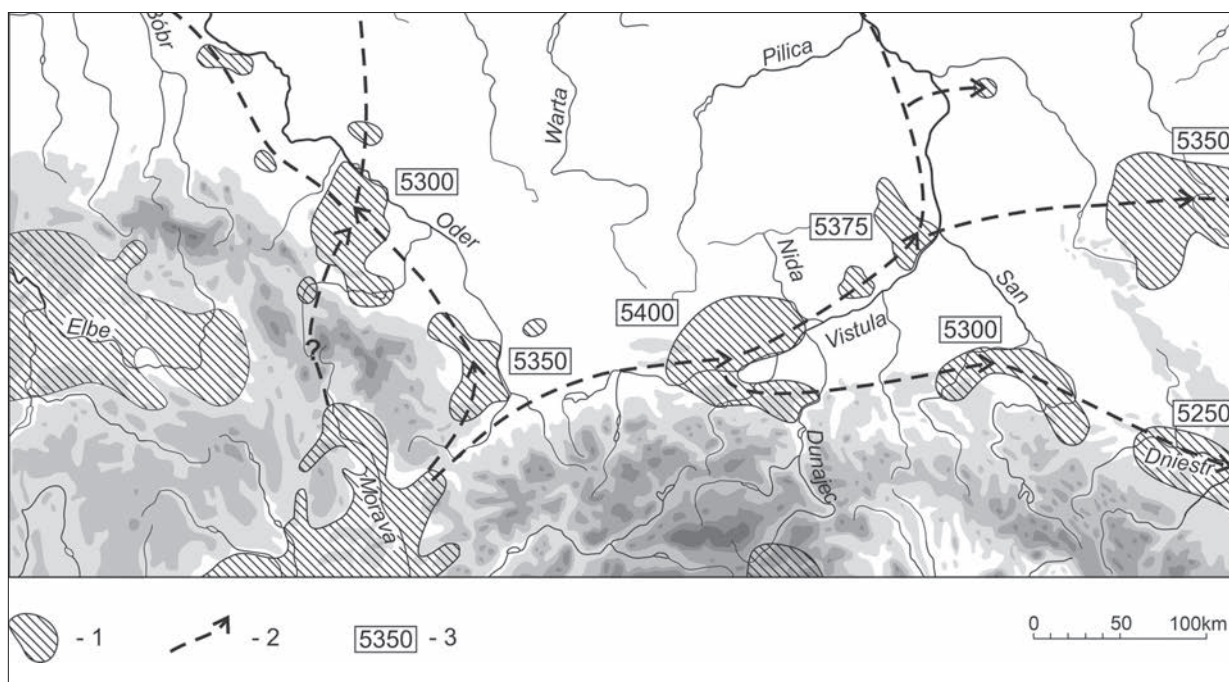 Bóbr
Pilica
Warta
5350
5300
Oder
5375
Nida
San
5400
Vistula
5300
Elbe
?
5350
5250
Dniestr
Dunajec
Morava
- 1
- 2
5350 - 3
0 50 100km